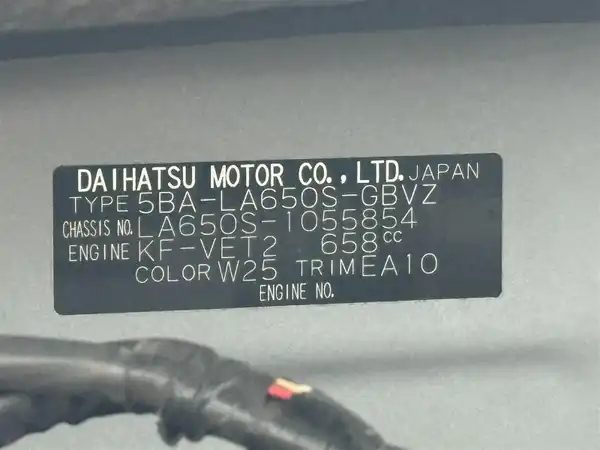 DAIHATSU MOTOR CO., LTD. JAPAN
TYPE 5BA-LA650S-GBVZ
CHASSIS NO. LA650S-1055854
ENGINE KF-VET2 658cc
COLOR W25 TRIM EA10
ENGINE NO.